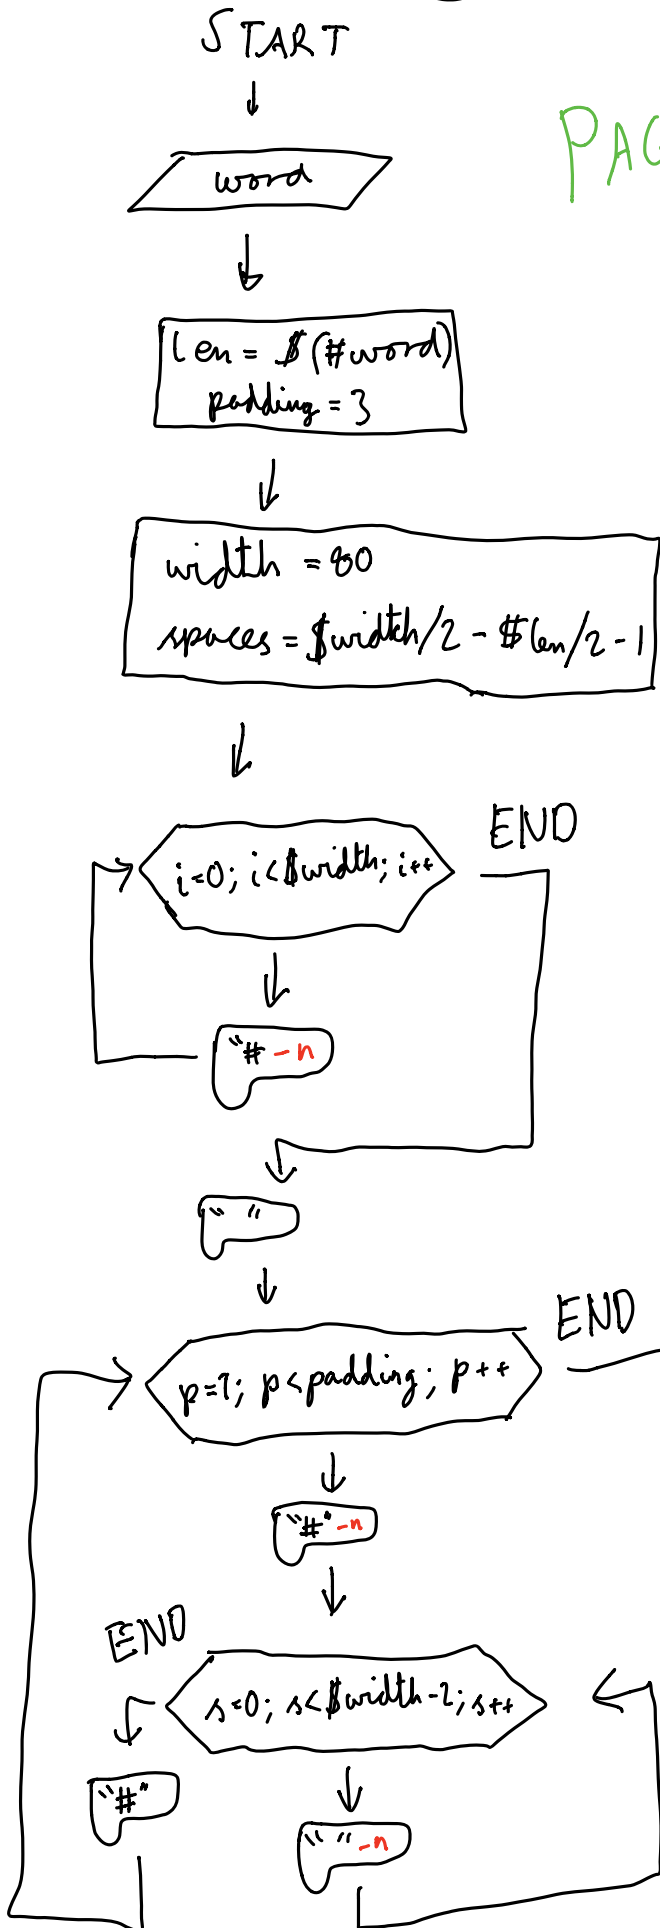 START
PAG
word
len = $(#word)
padding = 3
width = 80
spaces = $width/2 - $len/2 - 1
END
i=0; i<$width; i++
"# -n
" "
END
p=1; p<padding; p++
"#" -n
END
s=0; s<$width-2; s++
"#"
" " -n